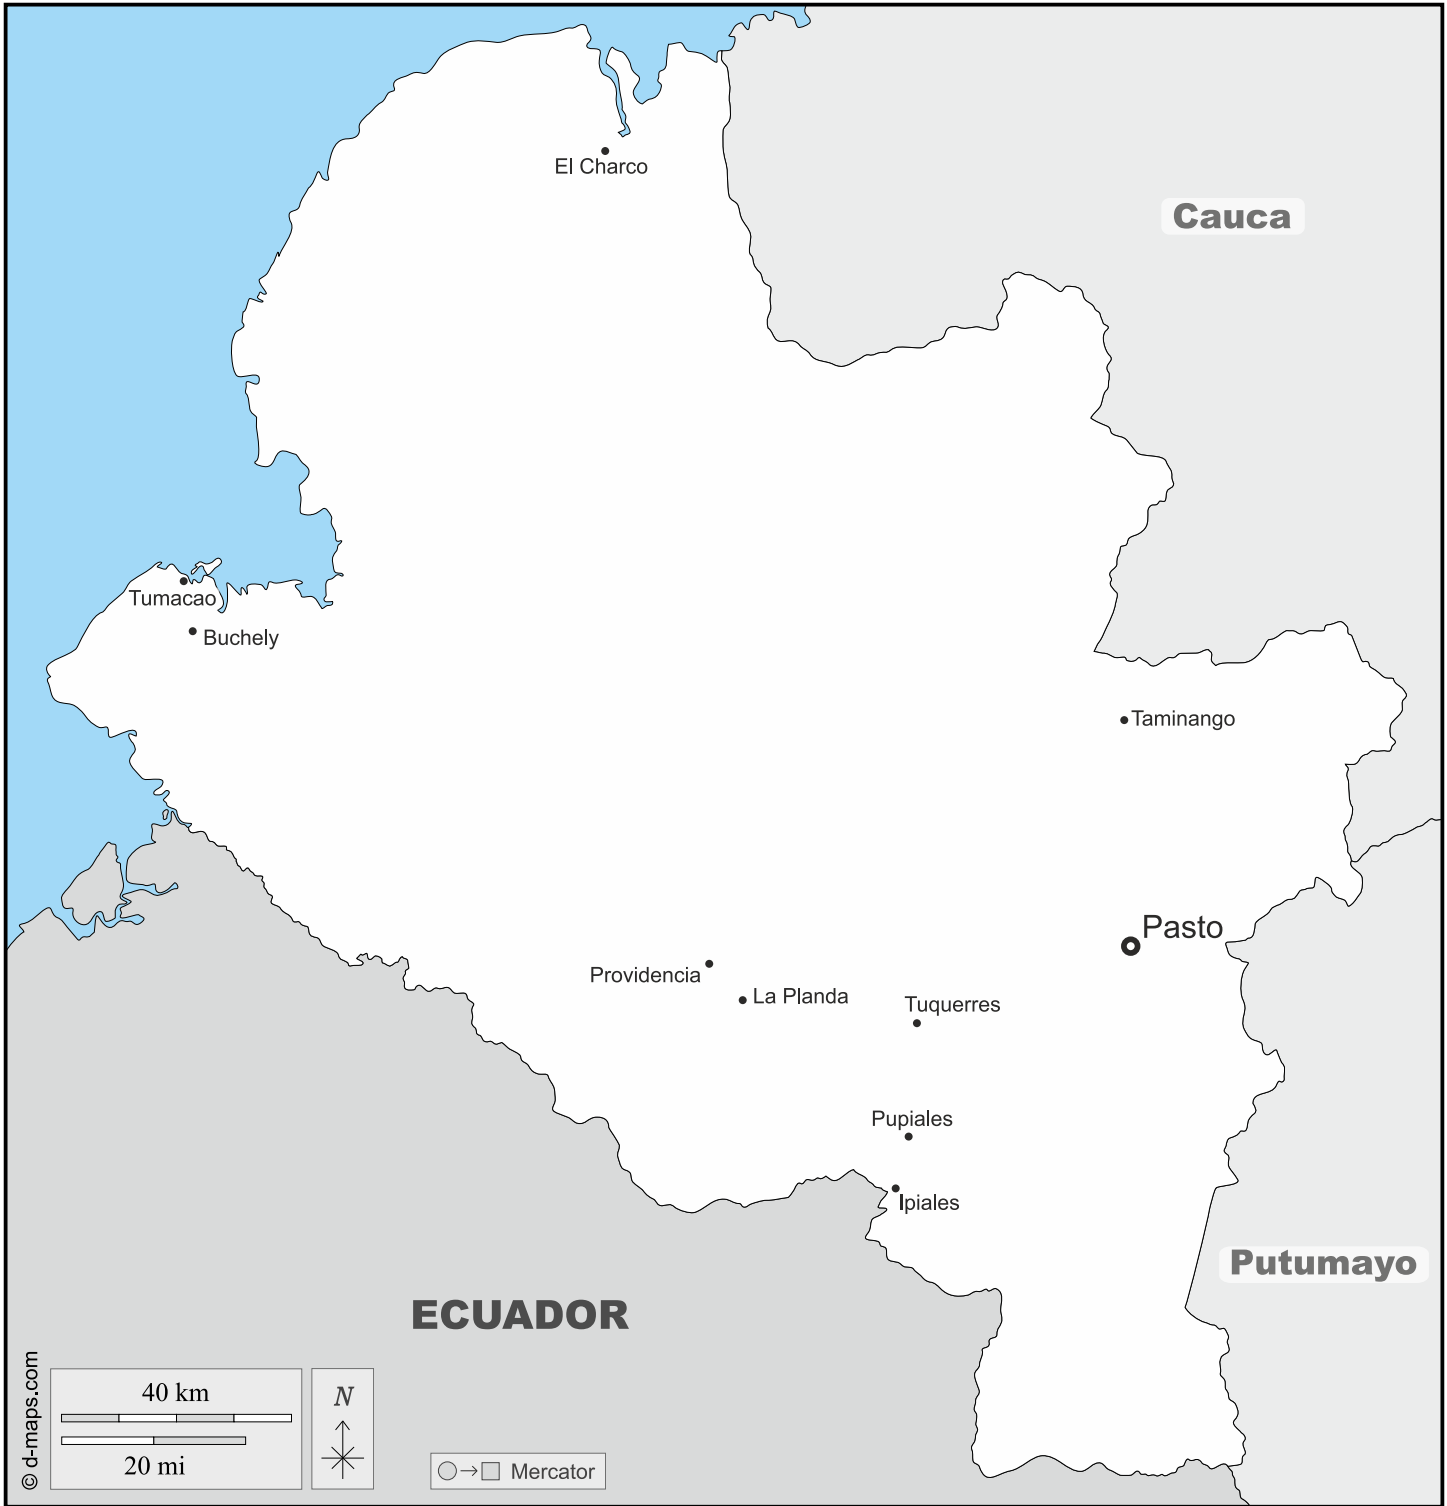 El Charco
Cauca
Tumacao
Buchely
Taminango
Pasto
Providencia
La Planda
Tuquerres
Pupiales
Ipiales
Putumayo
ECUADOR
© d-maps.com
40 km
20 mi
N
Mercator